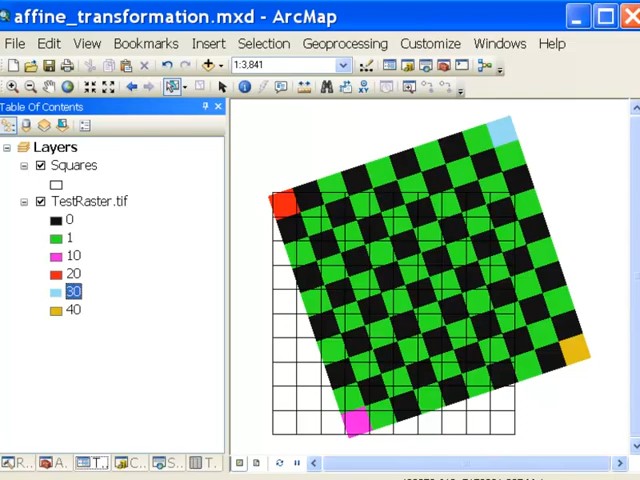 affine_transformation.mxd - ArcMap
File Edit View Bookmarks Insert Selection Geoprocessing Customize Windows Help
1:3,841
Table Of Contents
Layers
Squares
TestRaster.tif
0
1
10
20
30
40
R... A... T... C... S... T...